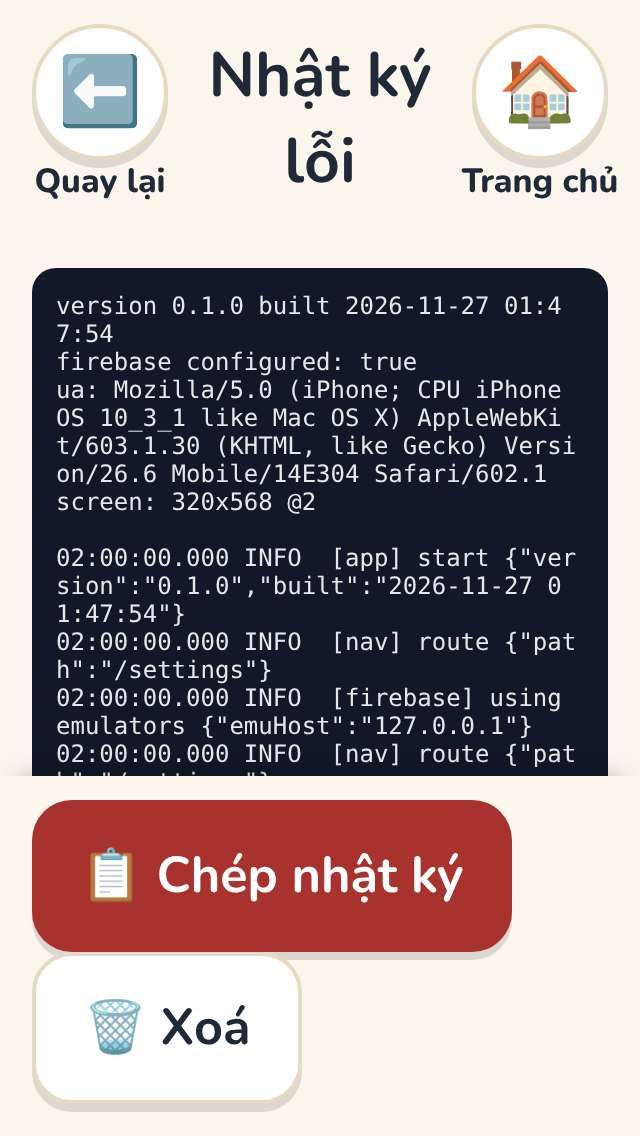 Quay lại
Nhật ký
lỗi
Trang chủ
version 0.1.0 built 2026-11-27 01:4
7:54
firebase configured: true
ua: Mozilla/5.0 (iPhone; CPU iPhone
OS 10_3_1 like Mac OS X) AppleWebKi
t/603.1.30 (KHTML, like Gecko) Versi
on/26.6 Mobile/14E304 Safari/602.1
screen: 320x568 @2
02:00:00.000 INFO  [app] start {"ver
sion":"0.1.0","built":"2026-11-27 0
1:47:54"}
02:00:00.000 INFO  [nav] route {"pat
h":"/settings"}
02:00:00.000 INFO  [firebase] using
emulators {"emuHost":"127.0.0.1"}
02:00:00.000 INFO  [nav] route {"pat
Chép nhật ký
Xoá